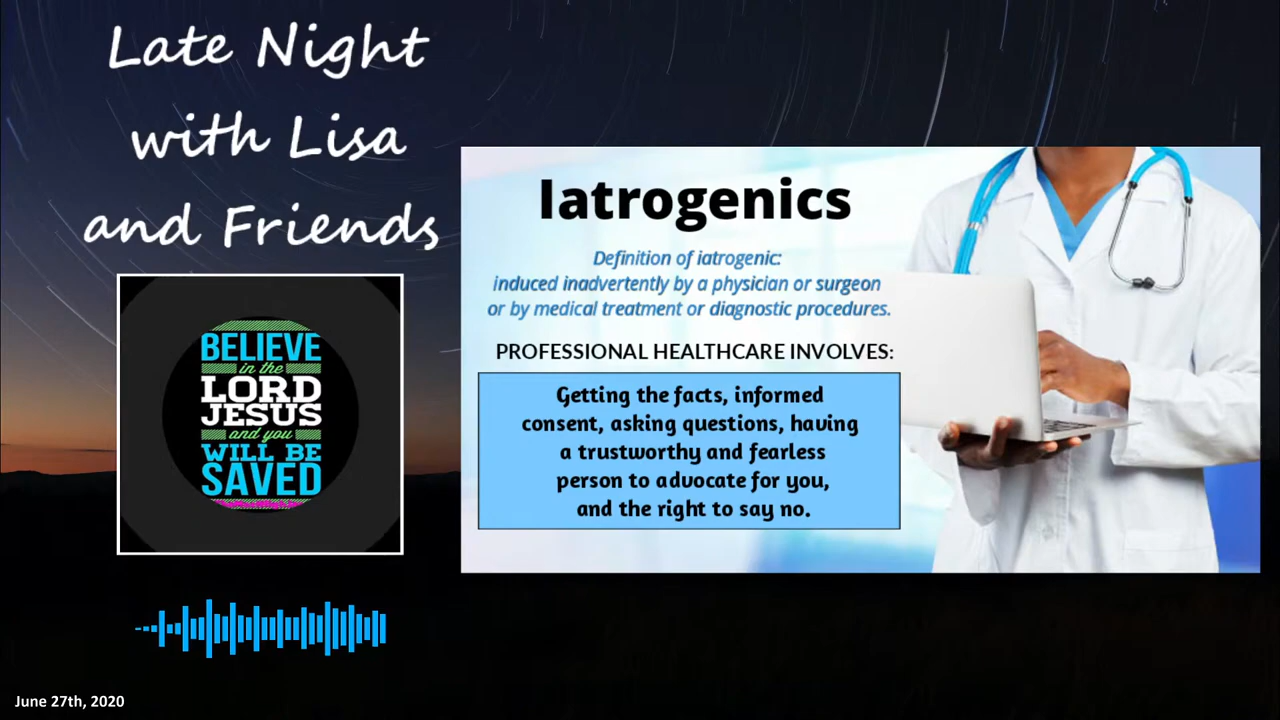 Late Night
with Lisa
and Friends
BELIEVE
in the
LORD
JESUS
and you
WILL BE
SAVED
Iatrogenics
Definition of iatrogenic:
induced inadvertently by a physician or surgeon
or by medical treatment or diagnostic procedures.
PROFESSIONAL HEALTHCARE INVOLVES:
Getting the facts, informed
consent, asking questions, having
a trustworthy and fearless
person to advocate for you,
and the right to say no.
June 27th, 2020